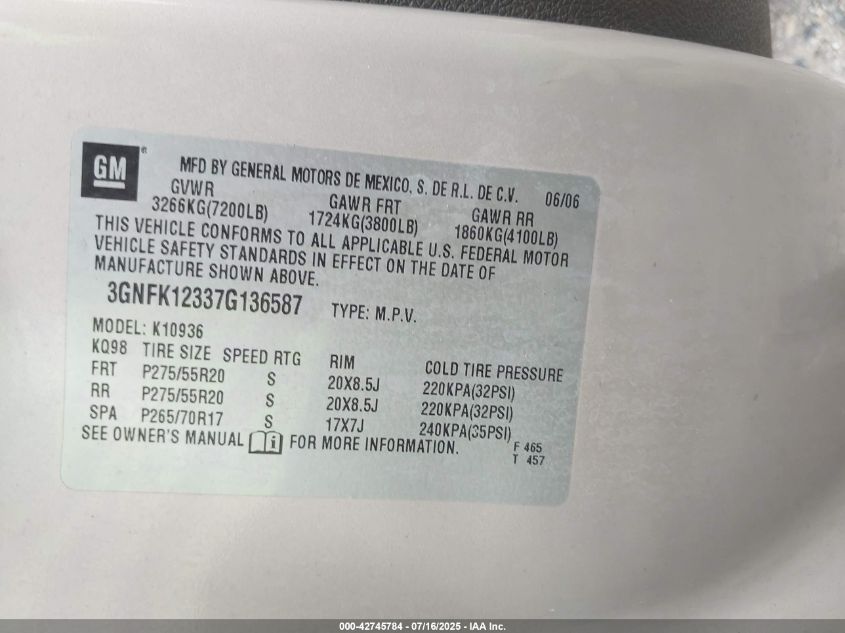 GM® MFD BY GENERAL MOTORS DE MEXICO, S. DE R.L. DE C.V. 06/06
GVWR GAWR FRT GAWR RR
3266KG(7200LB) 1724KG(3800LB) 1860KG(4100LB)
THIS VEHICLE CONFORMS TO ALL APPLICABLE U.S. FEDERAL MOTOR
VEHICLE SAFETY STANDARDS IN EFFECT ON THE DATE OF
MANUFACTURE SHOWN ABOVE.
3GNFK12337G136587 TYPE: M.P.V.
MODEL: K10936
KQ98 TIRE SIZE SPEED RTG RIM COLD TIRE PRESSURE
FRT P275/55R20 S 20X8.5J 220KPA(32PSI)
RR P275/55R20 S 20X8.5J 220KPA(32PSI)
SPA P265/70R17 S 17X7J 240KPA(35PSI)
SEE OWNER'S MANUAL i FOR MORE INFORMATION. F 465
T 457
000-42745784 - 07/16/2025 - IAA Inc.